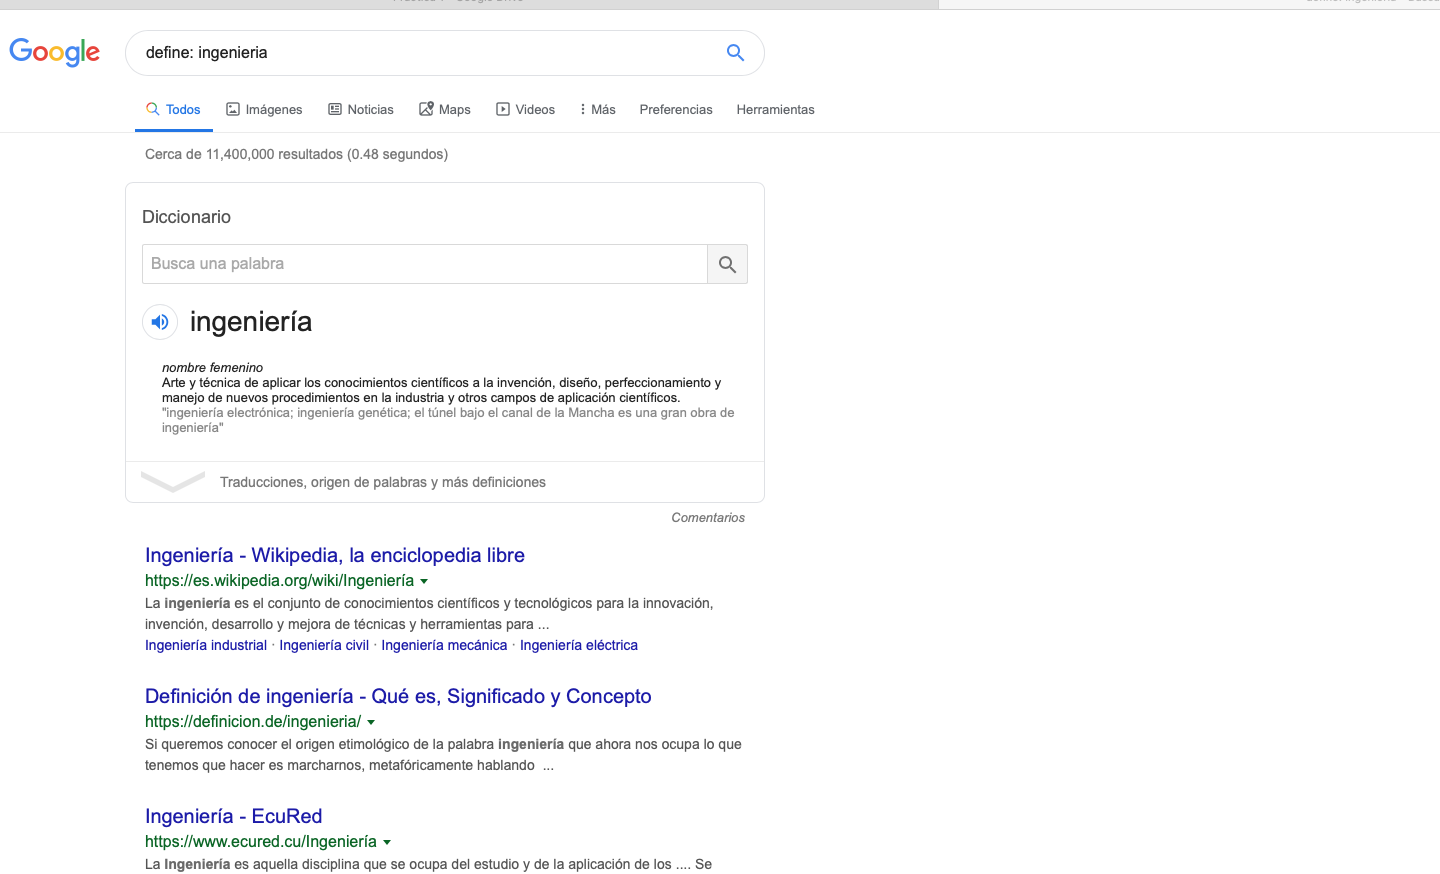 Google
define: ingenieria
Todos Imágenes Noticias Maps Videos Más Preferencias Herramientas
Cerca de 11,400,000 resultados (0.48 segundos)
Diccionario
Busca una palabra
ingeniería
nombre femenino
Arte y técnica de aplicar los conocimientos científicos a la invención, diseño, perfeccionamiento y
manejo de nuevos procedimientos en la industria y otros campos de aplicación científicos.
"ingeniería electrónica; ingeniería genética; el túnel bajo el canal de la Mancha es una gran obra de
ingeniería"
Traducciones, origen de palabras y más definiciones
Comentarios
Ingeniería - Wikipedia, la enciclopedia libre
https://es.wikipedia.org/wiki/Ingeniería
La ingeniería es el conjunto de conocimientos científicos y tecnológicos para la innovación,
invención, desarrollo y mejora de técnicas y herramientas para ...
Ingeniería industrial · Ingeniería civil · Ingeniería mecánica · Ingeniería eléctrica
Definición de ingeniería - Qué es, Significado y Concepto
https://definicion.de/ingenieria/
Si queremos conocer el origen etimológico de la palabra ingeniería que ahora nos ocupa lo que
tenemos que hacer es marcharnos, metafóricamente hablando ...
Ingeniería - EcuRed
https://www.ecured.cu/Ingeniería
La Ingeniería es aquella disciplina que se ocupa del estudio y de la aplicación de los .... Se